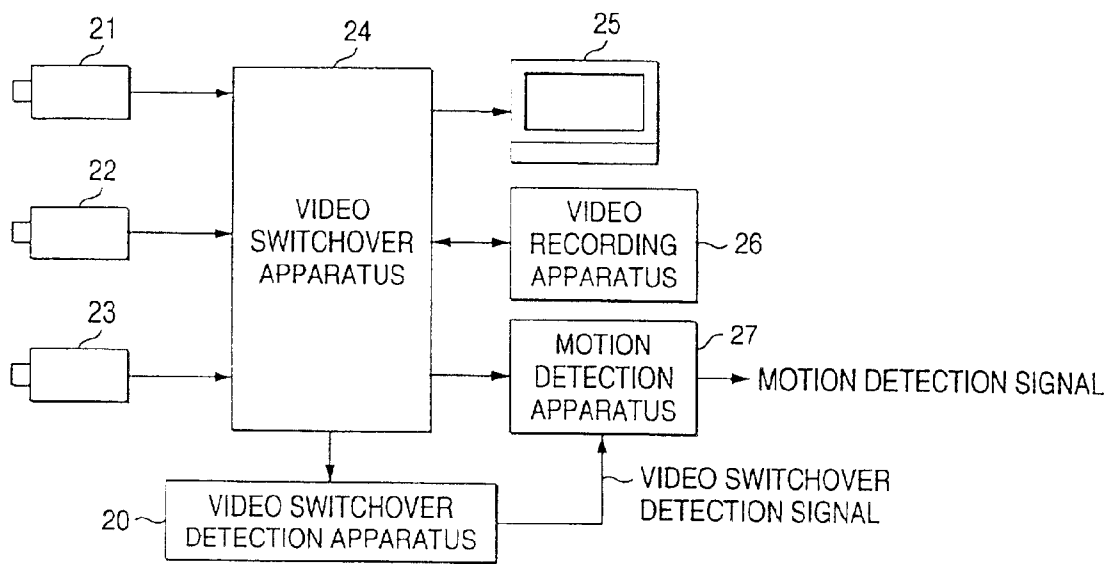 21
24
25
22
VIDEO
SWITCHOVER
APPARATUS
VIDEO
RECORDING
APPARATUS
26
23
MOTION
DETECTION
APPARATUS
27
MOTION DETECTION SIGNAL
20
VIDEO SWITCHOVER
DETECTION APPARATUS
VIDEO SWITCHOVER
DETECTION SIGNAL